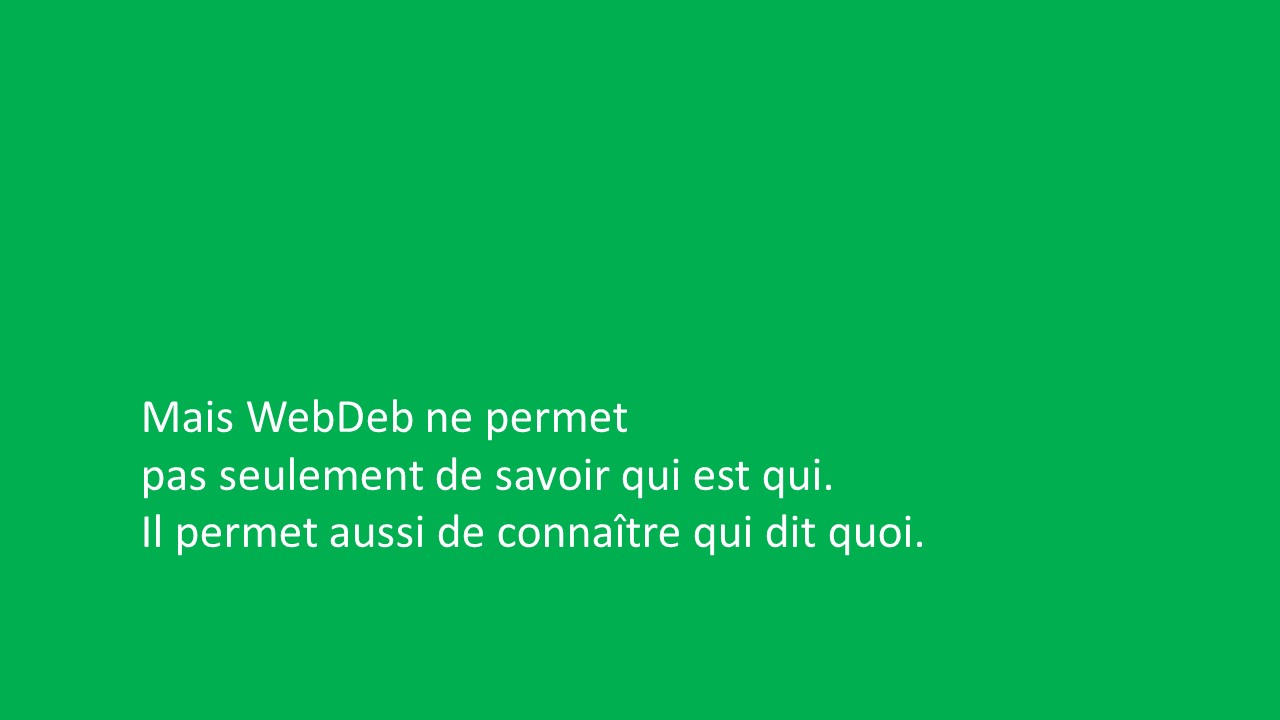 Mais WebDeb ne permet
pas seulement de savoir qui est qui.
Il permet aussi de connaître qui dit quoi.